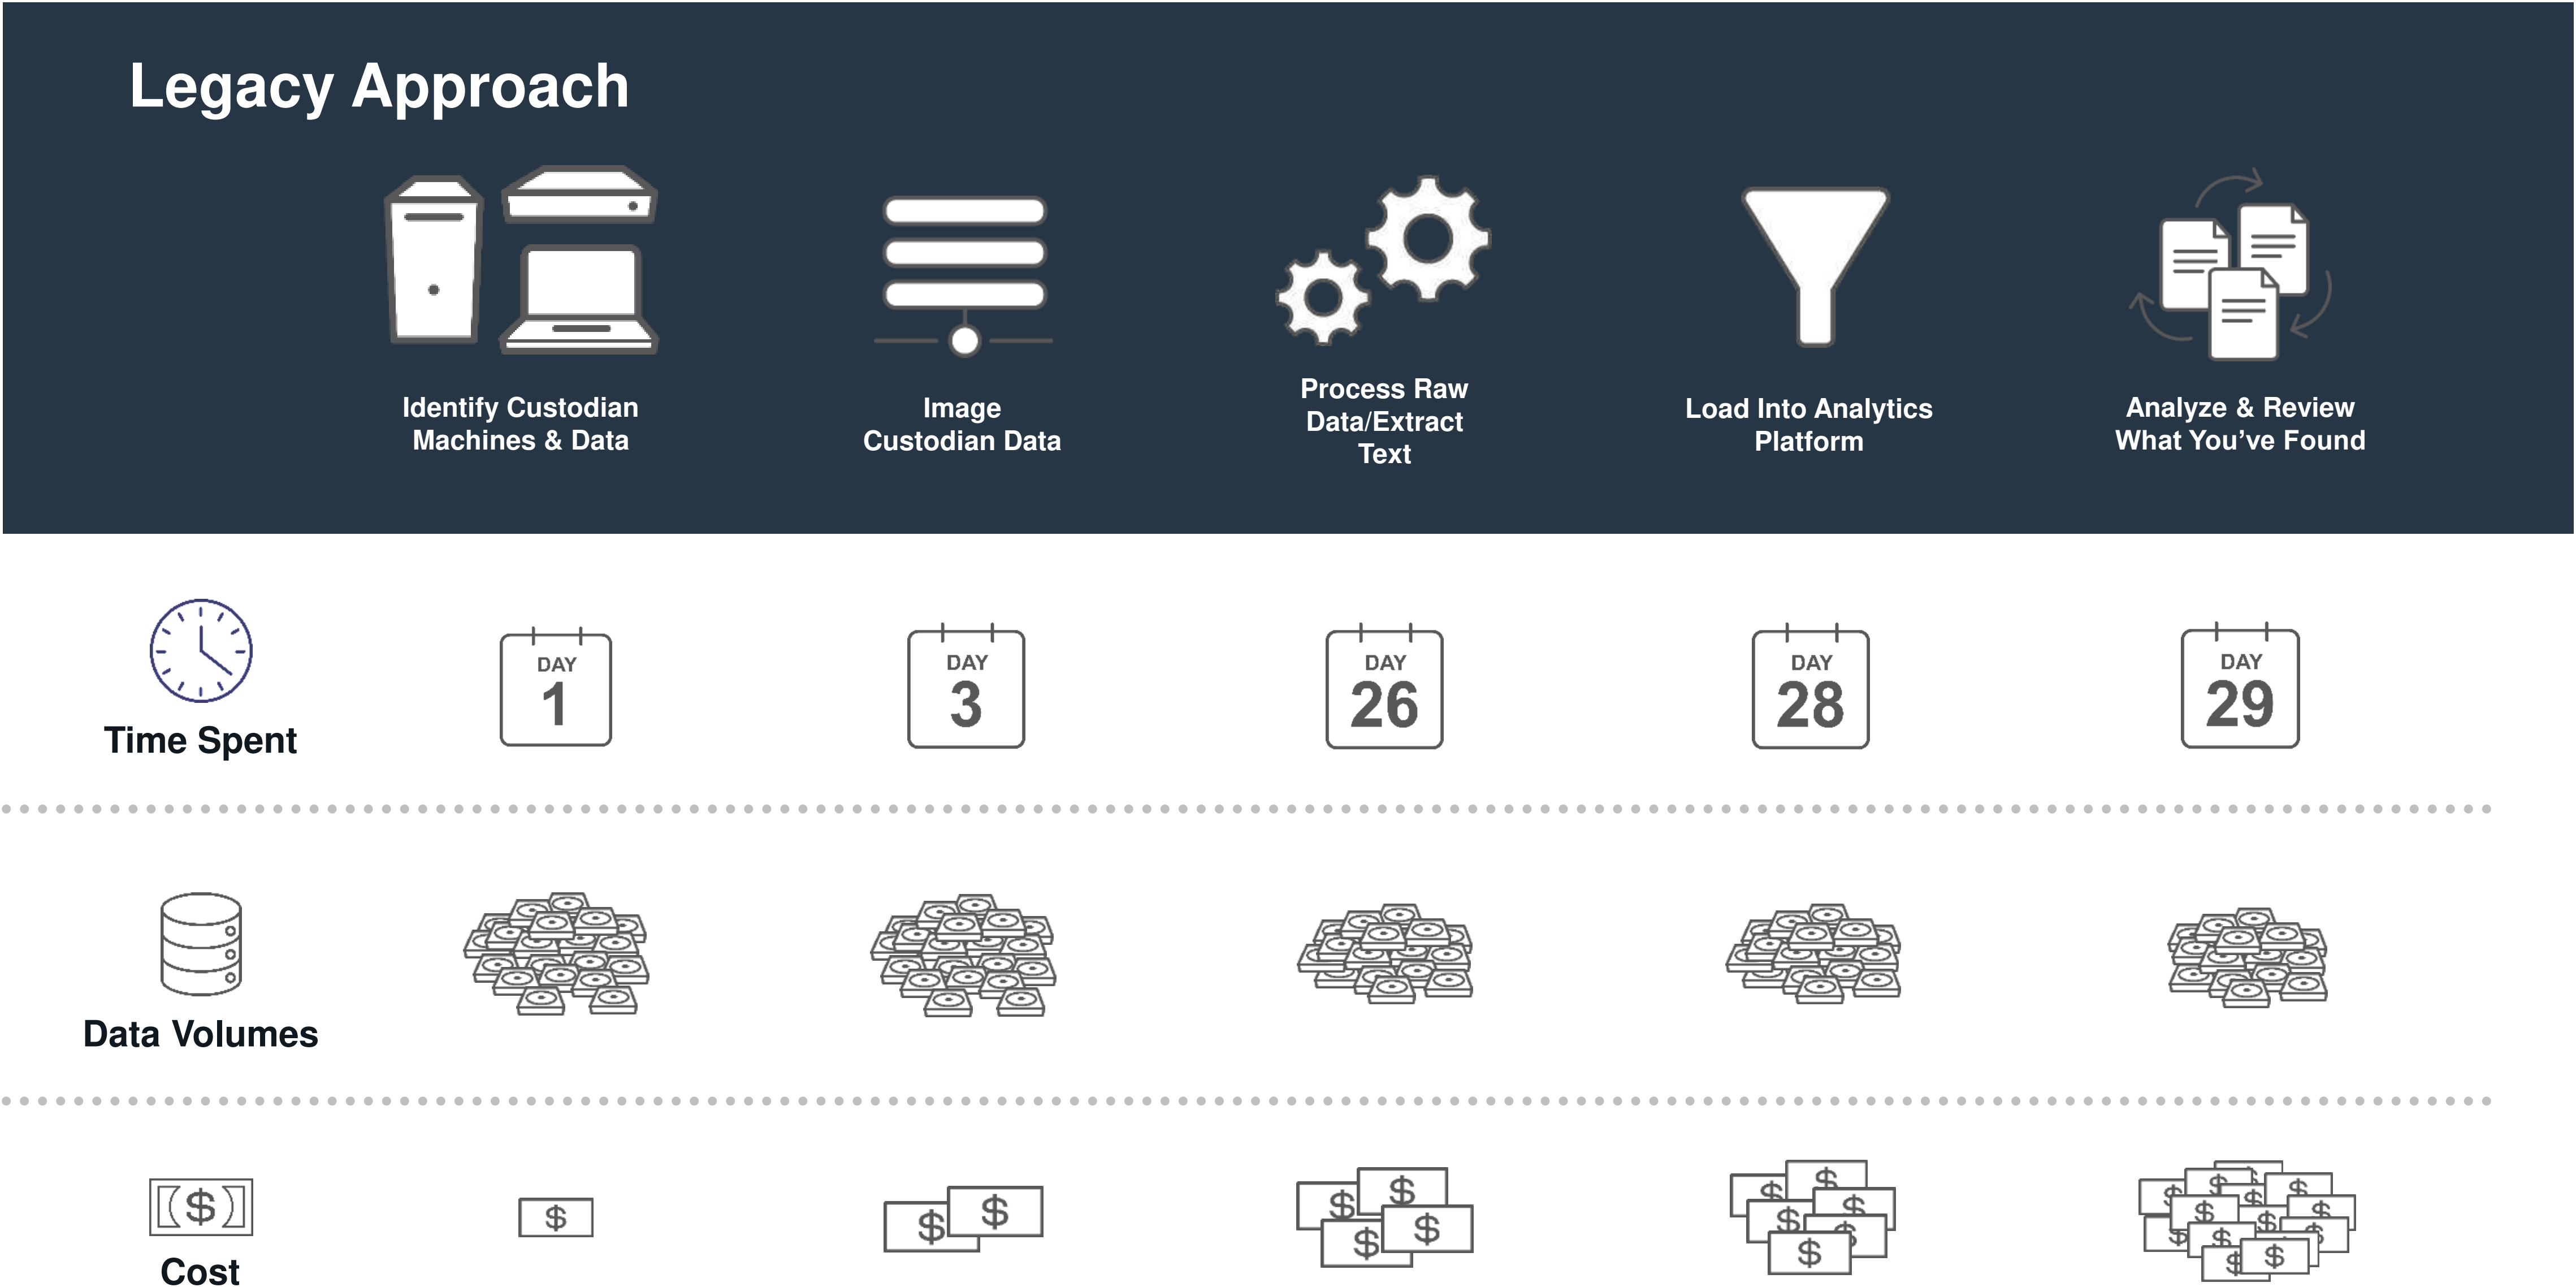 Legacy Approach
Identify Custodian
Machines & Data
Image
Custodian Data
Process Raw
Data/Extract
Text
Load Into Analytics
Platform
Analyze & Review
What You’ve Found
Time Spent
DAY
1
DAY
3
DAY
26
DAY
28
DAY
29
Data Volumes
$
Cost
$
$ $
$ $ $ $
$ $ $ $ $ $
$ $ $ $ $ $ $ $ $ $ $ $ $